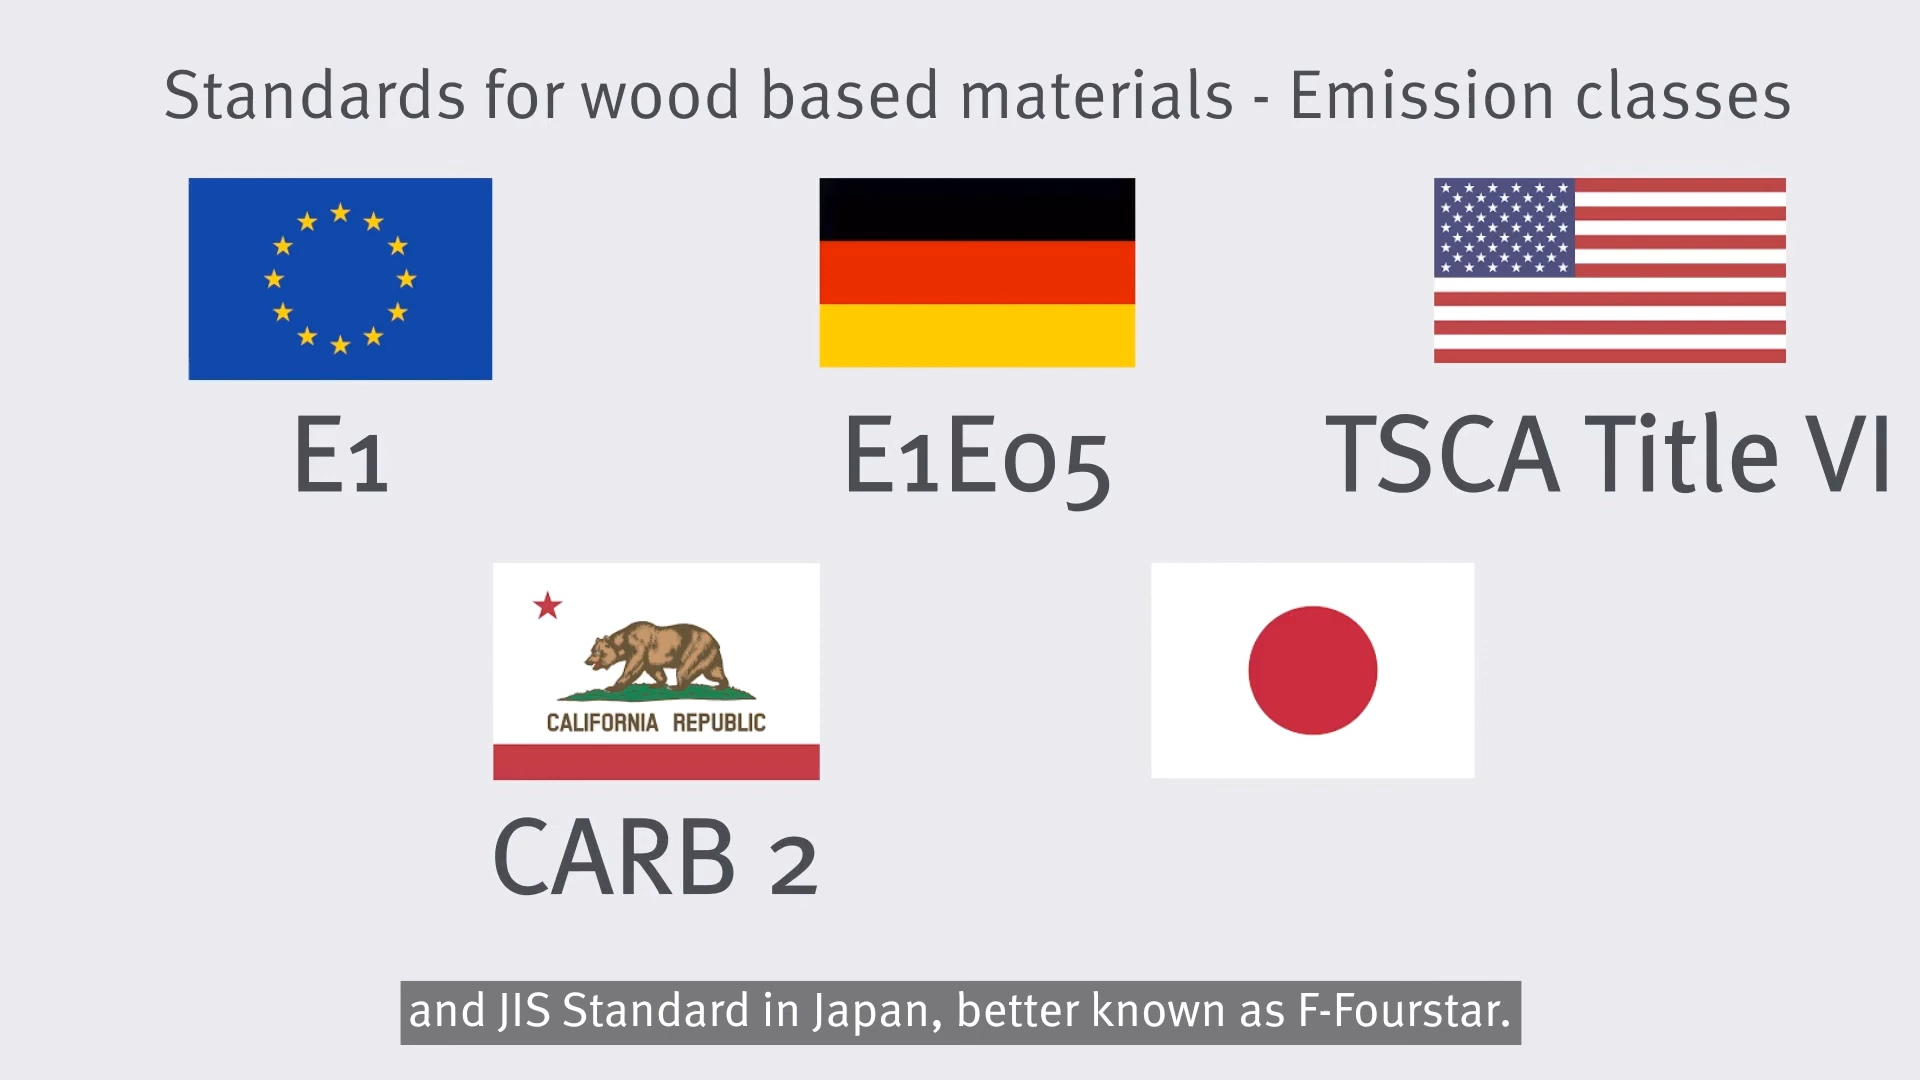 Standards for wood based materials - Emission classes
E1
E1E05
TSCA Title VI
CALIFORNIA REPUBLIC
CARB 2
and JIS Standard in Japan, better known as F-Fourstar.